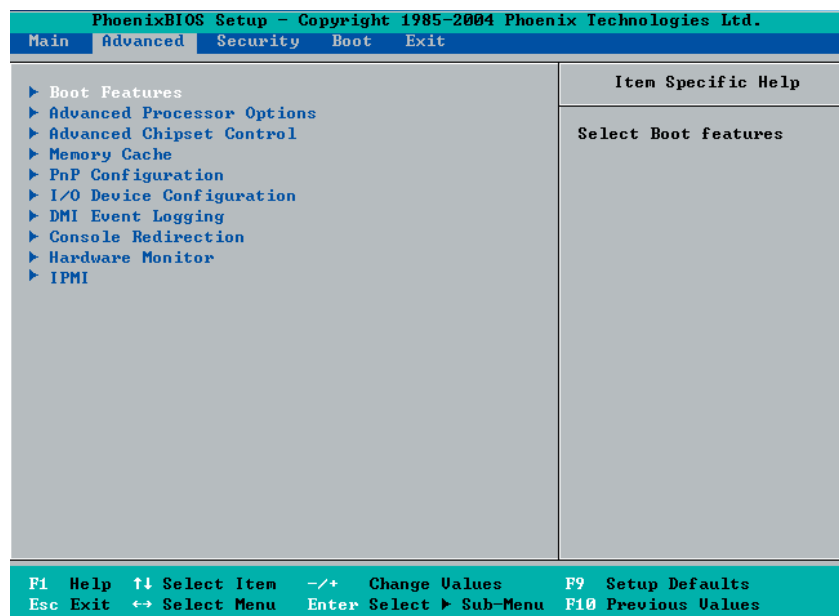 PhoenixBIOS Setup - Copyright 1985-2004 Phoenix Technologies Ltd.
Main Advanced Security Boot Exit
Item Specific Help
Select Boot features
▶ Boot Features
▶ Advanced Processor Options
▶ Advanced Chipset Control
▶ Memory Cache
▶ PnP Configuration
▶ I/O Device Configuration
▶ DMI Event Logging
▶ Console Redirection
▶ Hardware Monitor
▶ IPMI
F1 Help ↑↓ Select Item -/+ Change Values F9 Setup Defaults
Esc Exit ↔ Select Menu Enter Select ▶ Sub-Menu F10 Previous Values